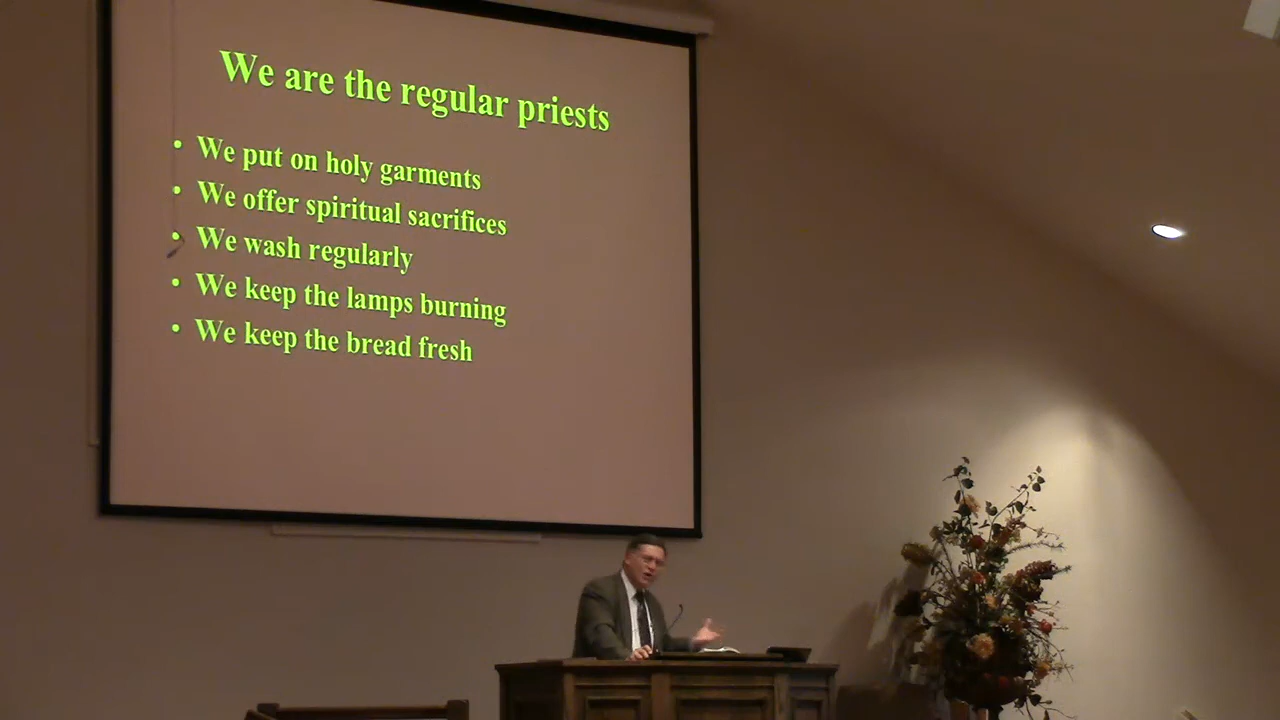 We are the regular priests
• We put on holy garments
• We offer spiritual sacrifices
• We wash regularly
• We keep the lamps burning
• We keep the bread fresh